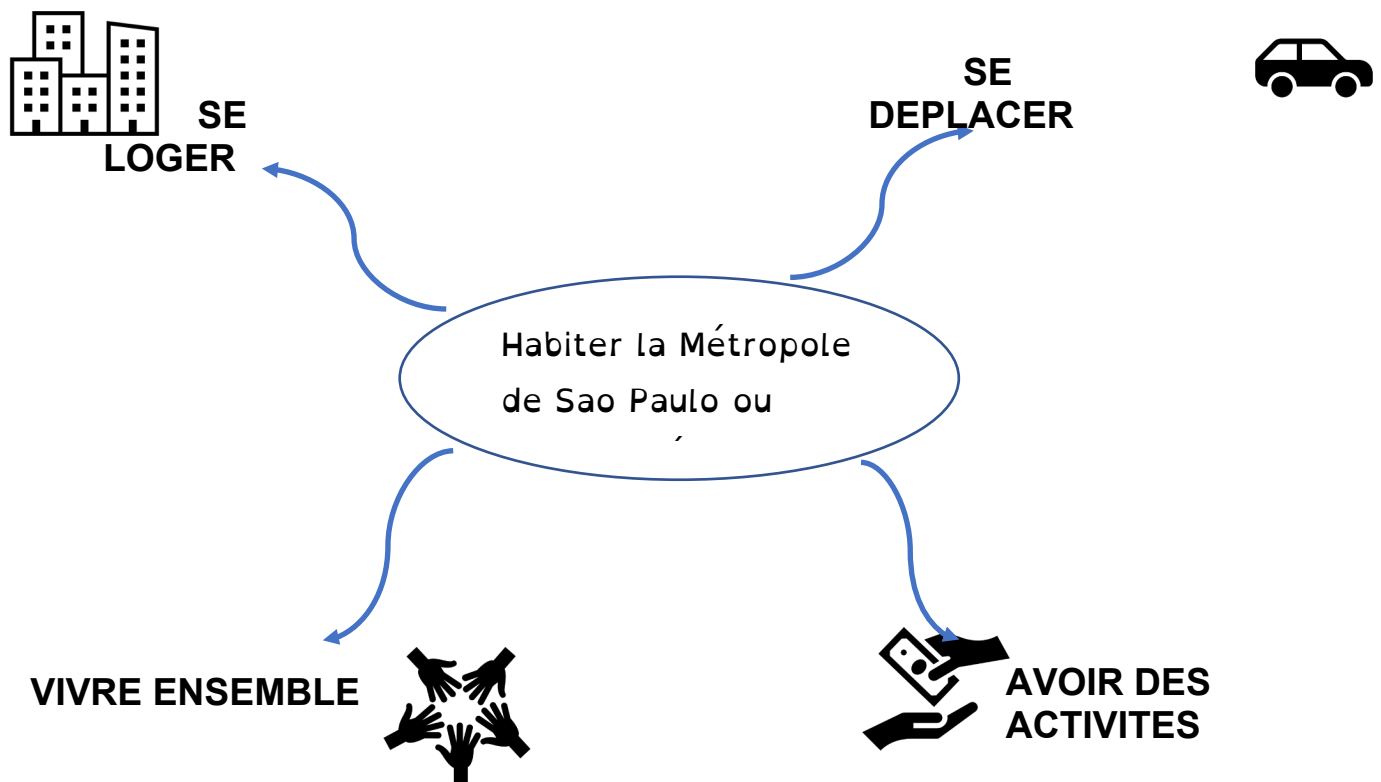 SE
LOGER
SE
DEPLACER
Habiter la Métropole
de Sao Paulo ou
VIVRE ENSEMBLE
AVOIR DES
ACTIVITES